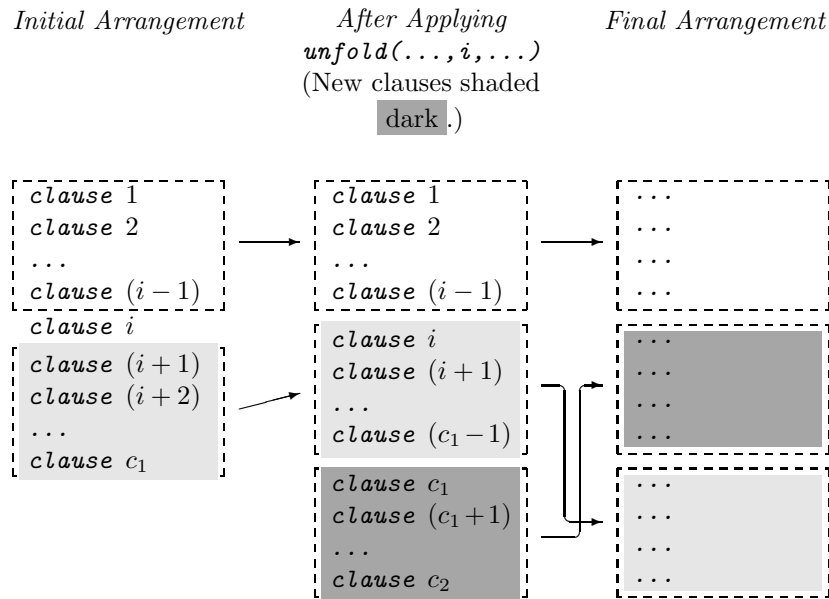 Initial Arrangement
After Applying
unfold(...,i,...)
(New clauses shaded
dark .)
Final Arrangement
clause 1
clause 2
...
clause (i − 1)
clause i
clause (i + 1)
clause (i + 2)
...
clause c₁
clause 1
clause 2
...
clause (i − 1)
clause i
clause (i + 1)
...
clause (c₁ − 1)
clause c₁
clause (c₁ + 1)
...
clause c₂
...
...
...
...
...
...
...
...
...
...
...
...